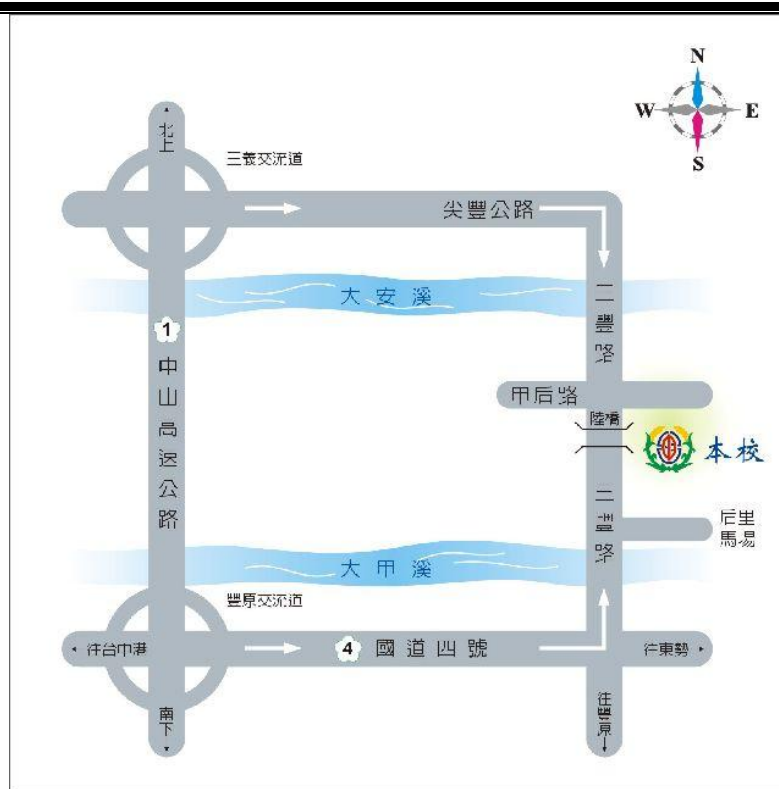 N
W
E
S
北上
三義交流道
尖豐公路
大安溪
二豐路
1
中山高速公路
甲后路
陸橋
本校
三豐路
后里
馬場
大甲溪
豐原交流道
往台中港
4
國道四號
往東勢
南下
往豐原